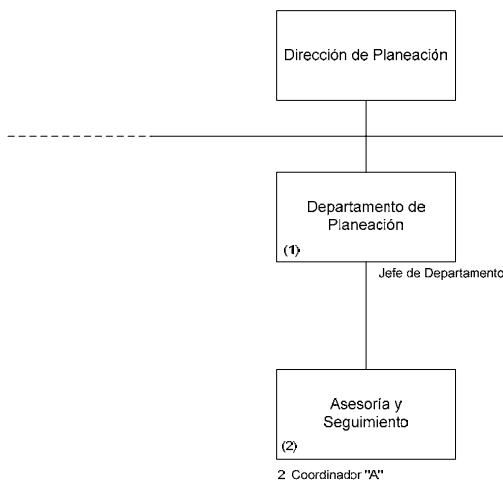 Dirección de Planeación
Departamento de
Planeación
(1)
Jefe de Departamento
Asesoría y
Seguimiento
(2)
2 Coordinador "A"